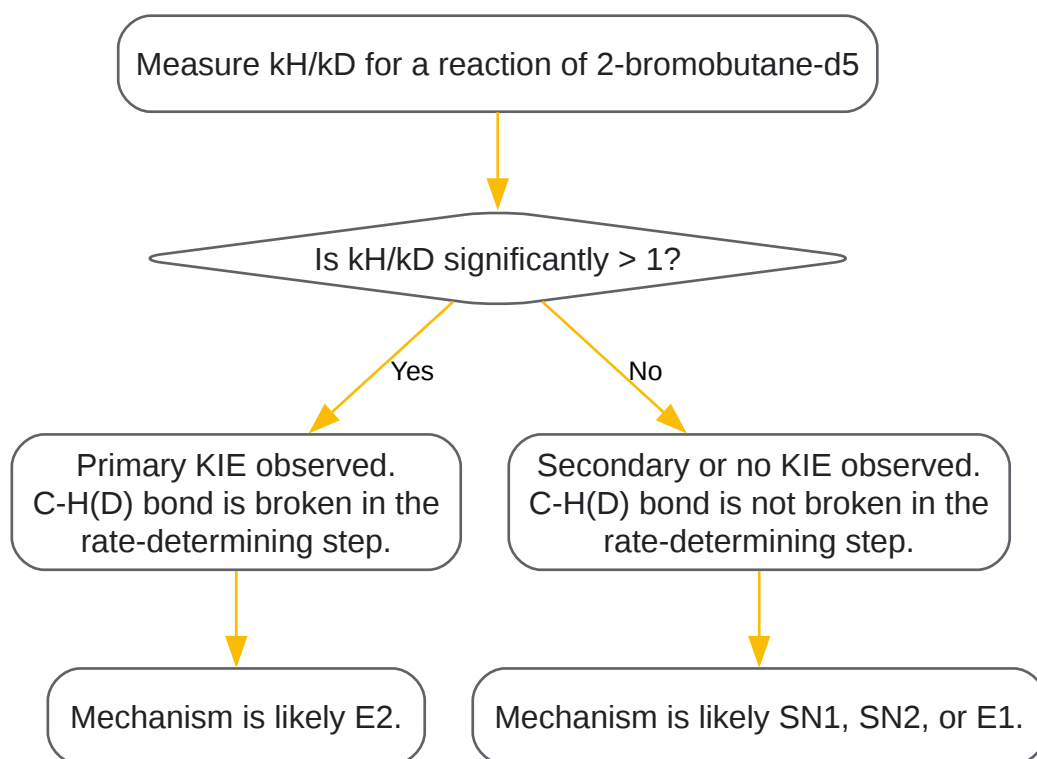 Measure kH/kD for a reaction of 2-bromobutane-d5
Is kH/kD significantly > 1?
Yes
No
Primary KIE observed.
C-H(D) bond is broken in the
rate-determining step.
Secondary or no KIE observed.
C-H(D) bond is not broken in the
rate-determining step.
Mechanism is likely E2.
Mechanism is likely SN1, SN2, or E1.